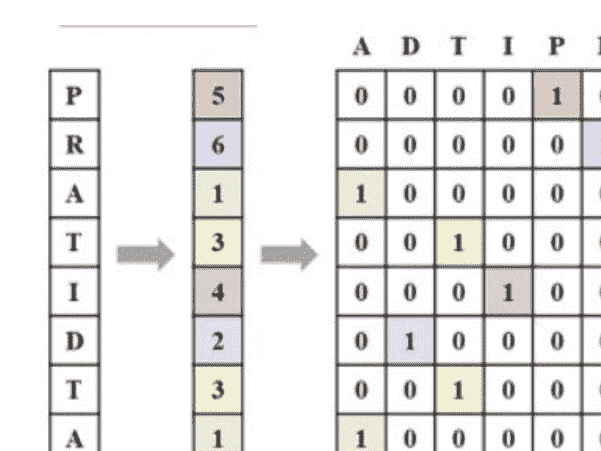 A D T I P
P 5 0 0 0 0 1
R 6 0 0 0 0 0
A 1 1 0 0 0 0
T 3 0 0 1 0 0
I 4 0 0 0 1 0
D 2 0 1 0 0 0
T 3 0 0 1 0 0
A 1 1 0 0 0 0